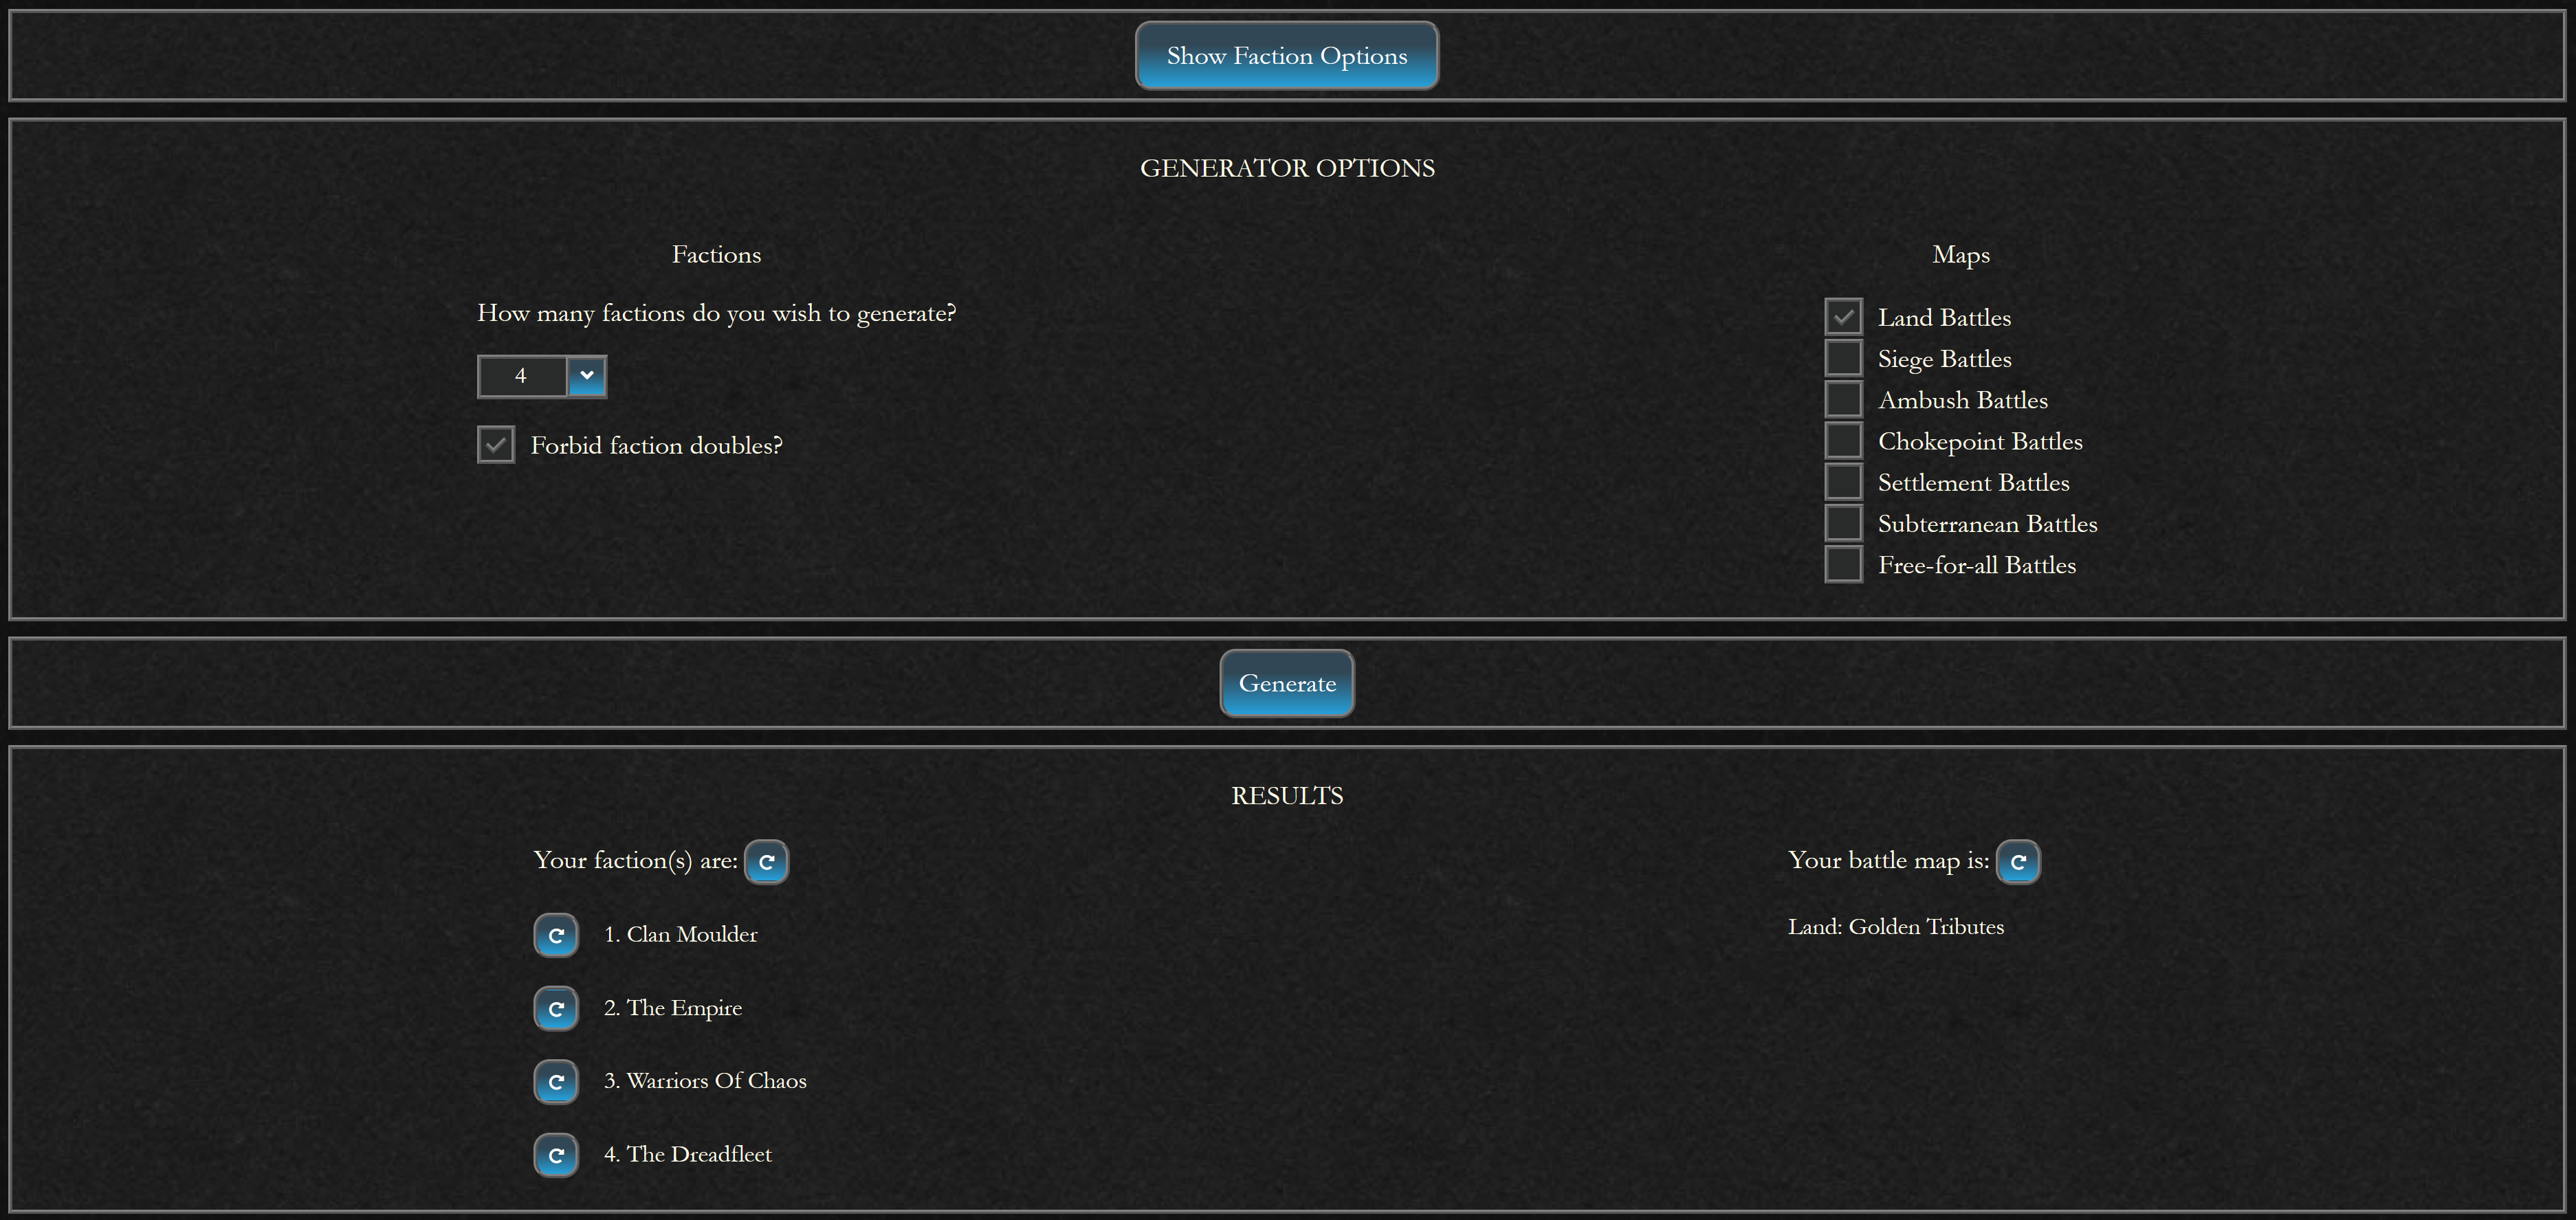 Show Faction Options
GENERATOR OPTIONS
Factions
How many factions do you wish to generate?
4
Forbid faction doubles?
Maps
Land Battles
Siege Battles
Ambush Battles
Chokepoint Battles
Settlement Battles
Subterranean Battles
Free-for-all Battles
Generate
RESULTS
Your faction(s) are:
1. Clan Moulder
2. The Empire
3. Warriors Of Chaos
4. The Dreadfleet
Your battle map is:
Land: Golden Tributes